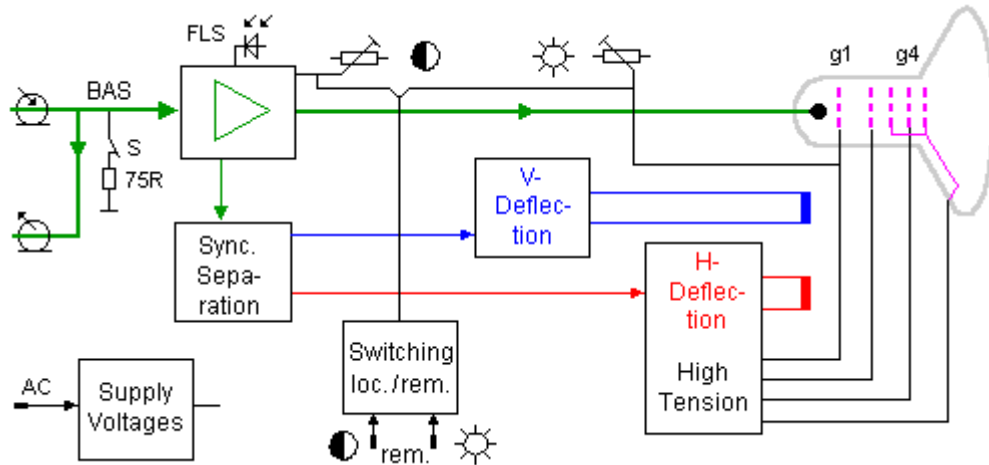 FLS
g1
g4
BAS
S
75R
V-
Deflec-
tion
Sync.
Sepa-
ration
H-
Deflec-
tion
High
Tension
Switching
loc./rem.
rem.
AC
Supply
Voltages